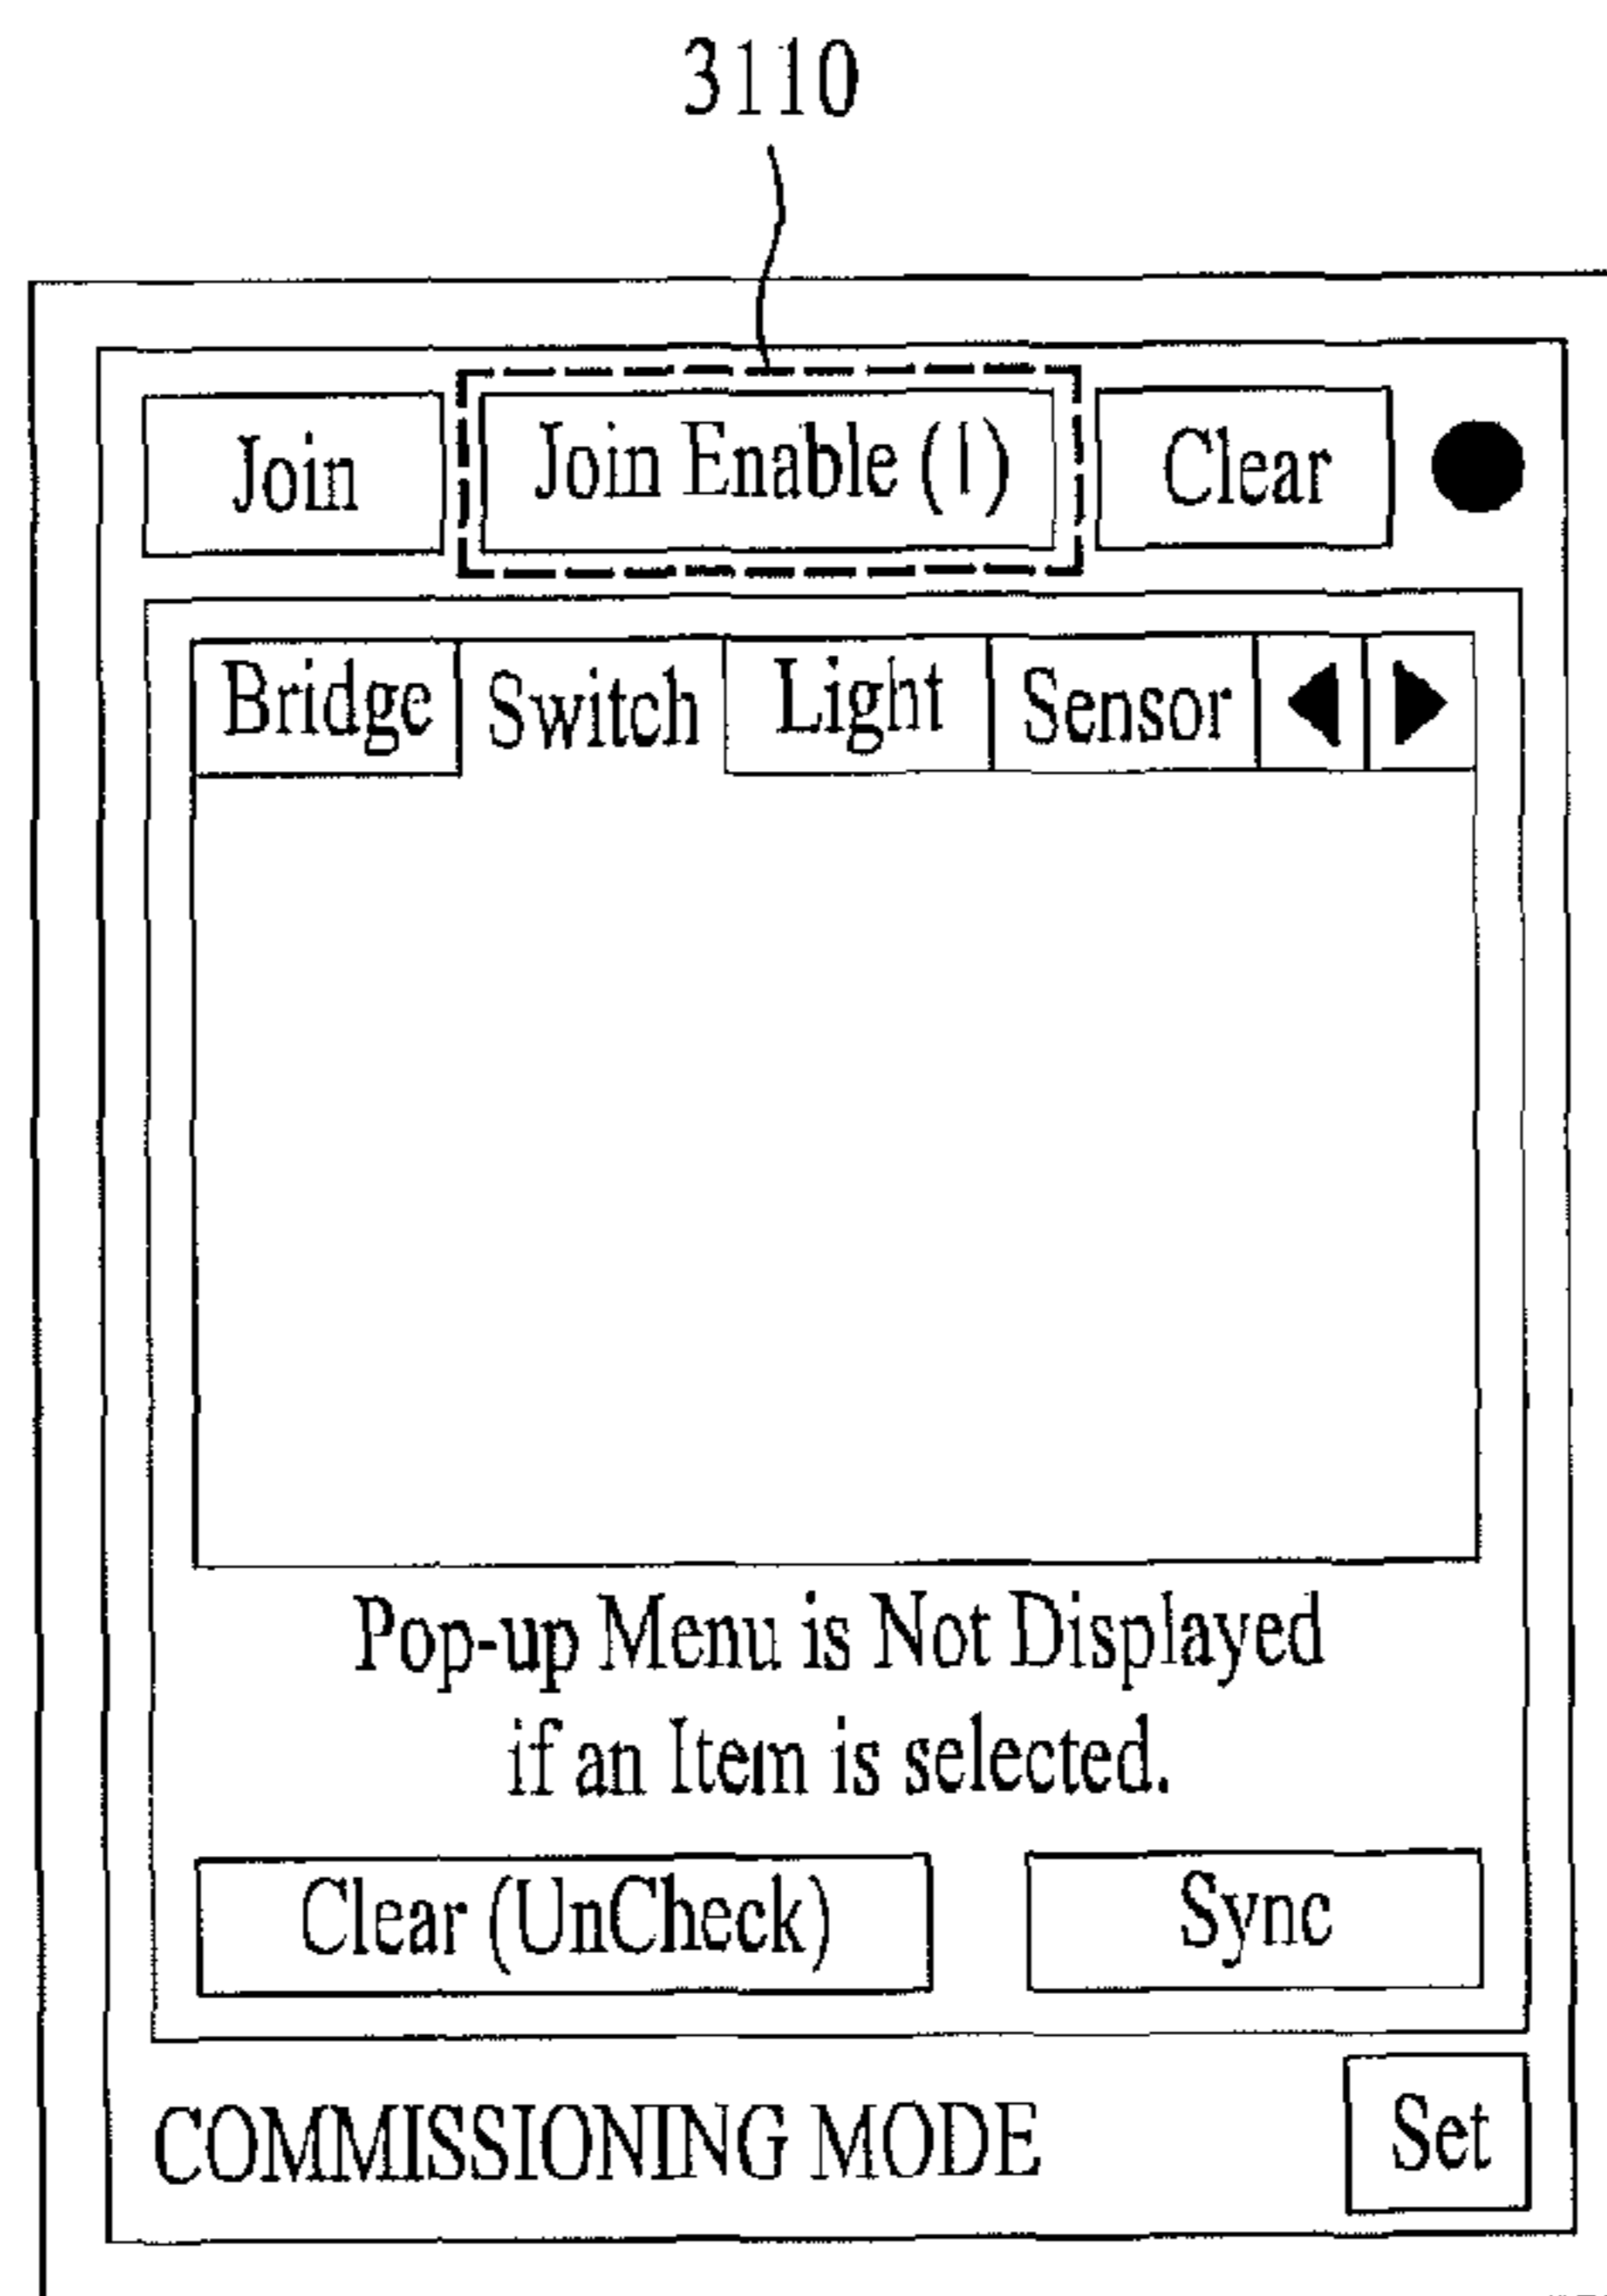 3110
Join Join Enable (1) Clear
Bridge Switch Light Sensor
Pop-up Menu is Not Displayed
if an Item is selected.
Clear (UnCheck) Sync
COMMISSIONING MODE Set